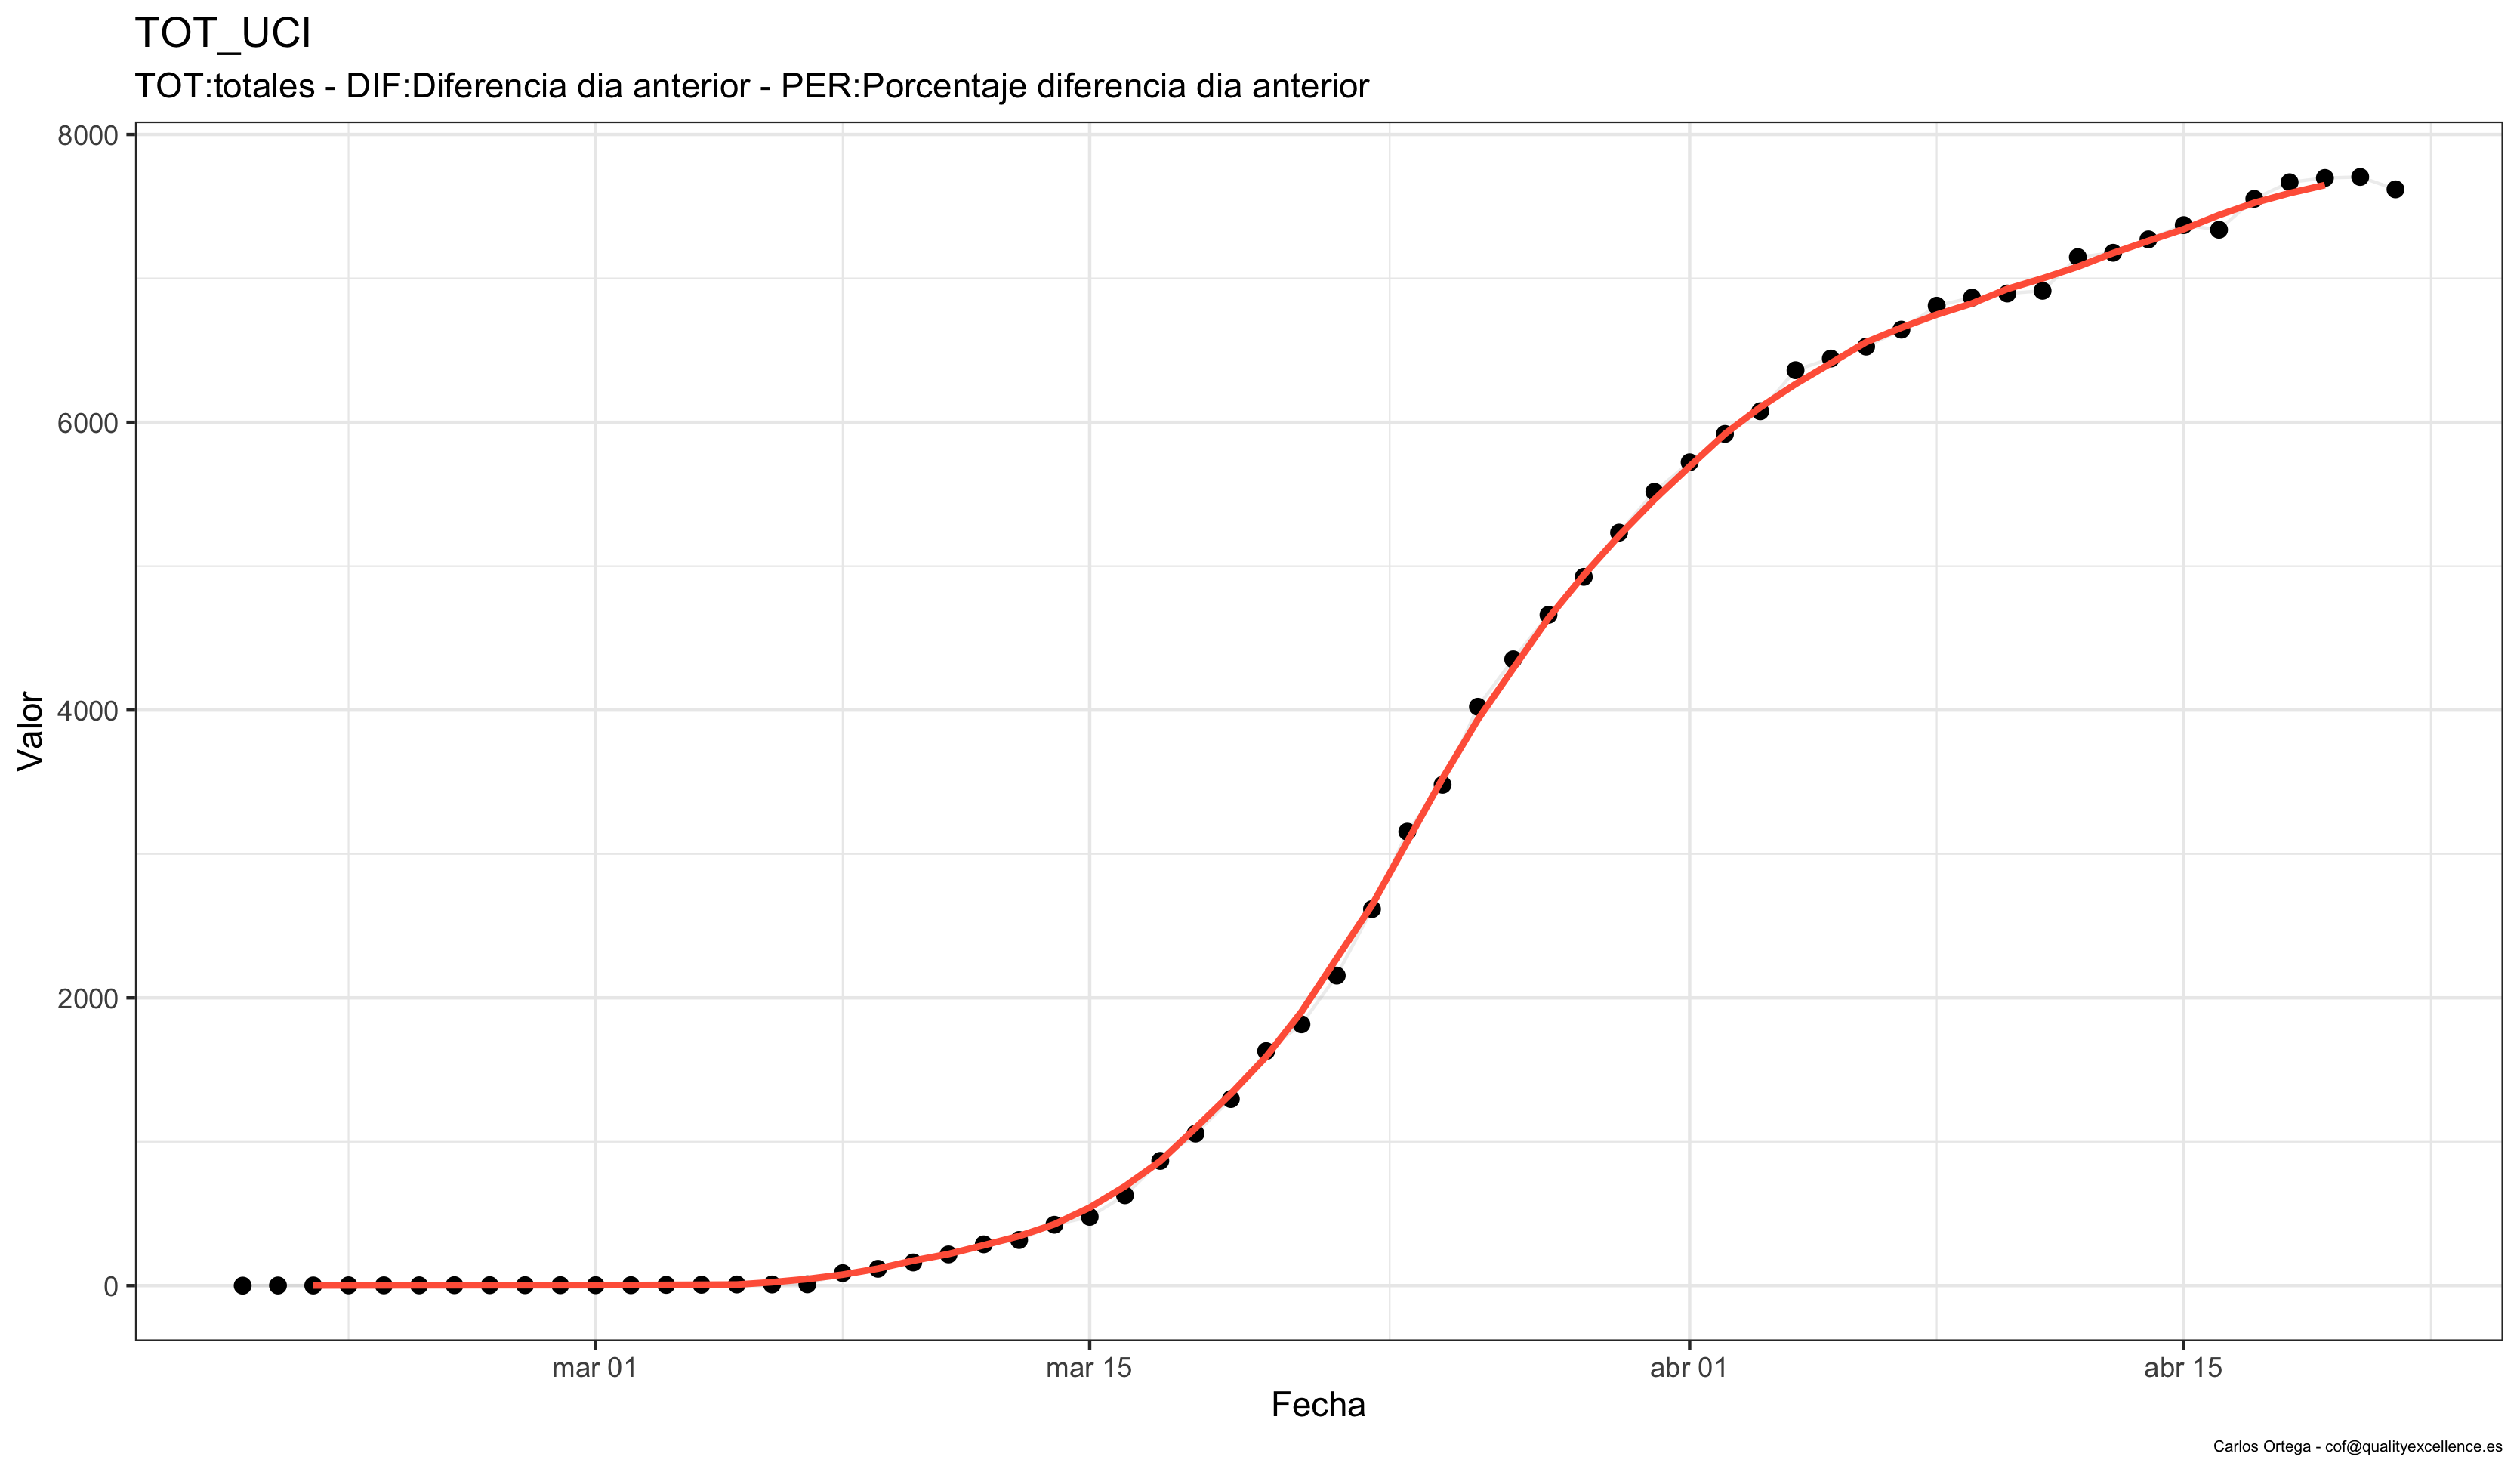 TOT_UCI
TOT:totales - DIF:Diferencia dia anterior - PER:Porcentaje diferencia dia anterior
8000
6000
4000
2000
0
Valor
mar 01
mar 15
abr 01
abr 15
Fecha
Carlos Ortega - cof@qualityexcellence.es